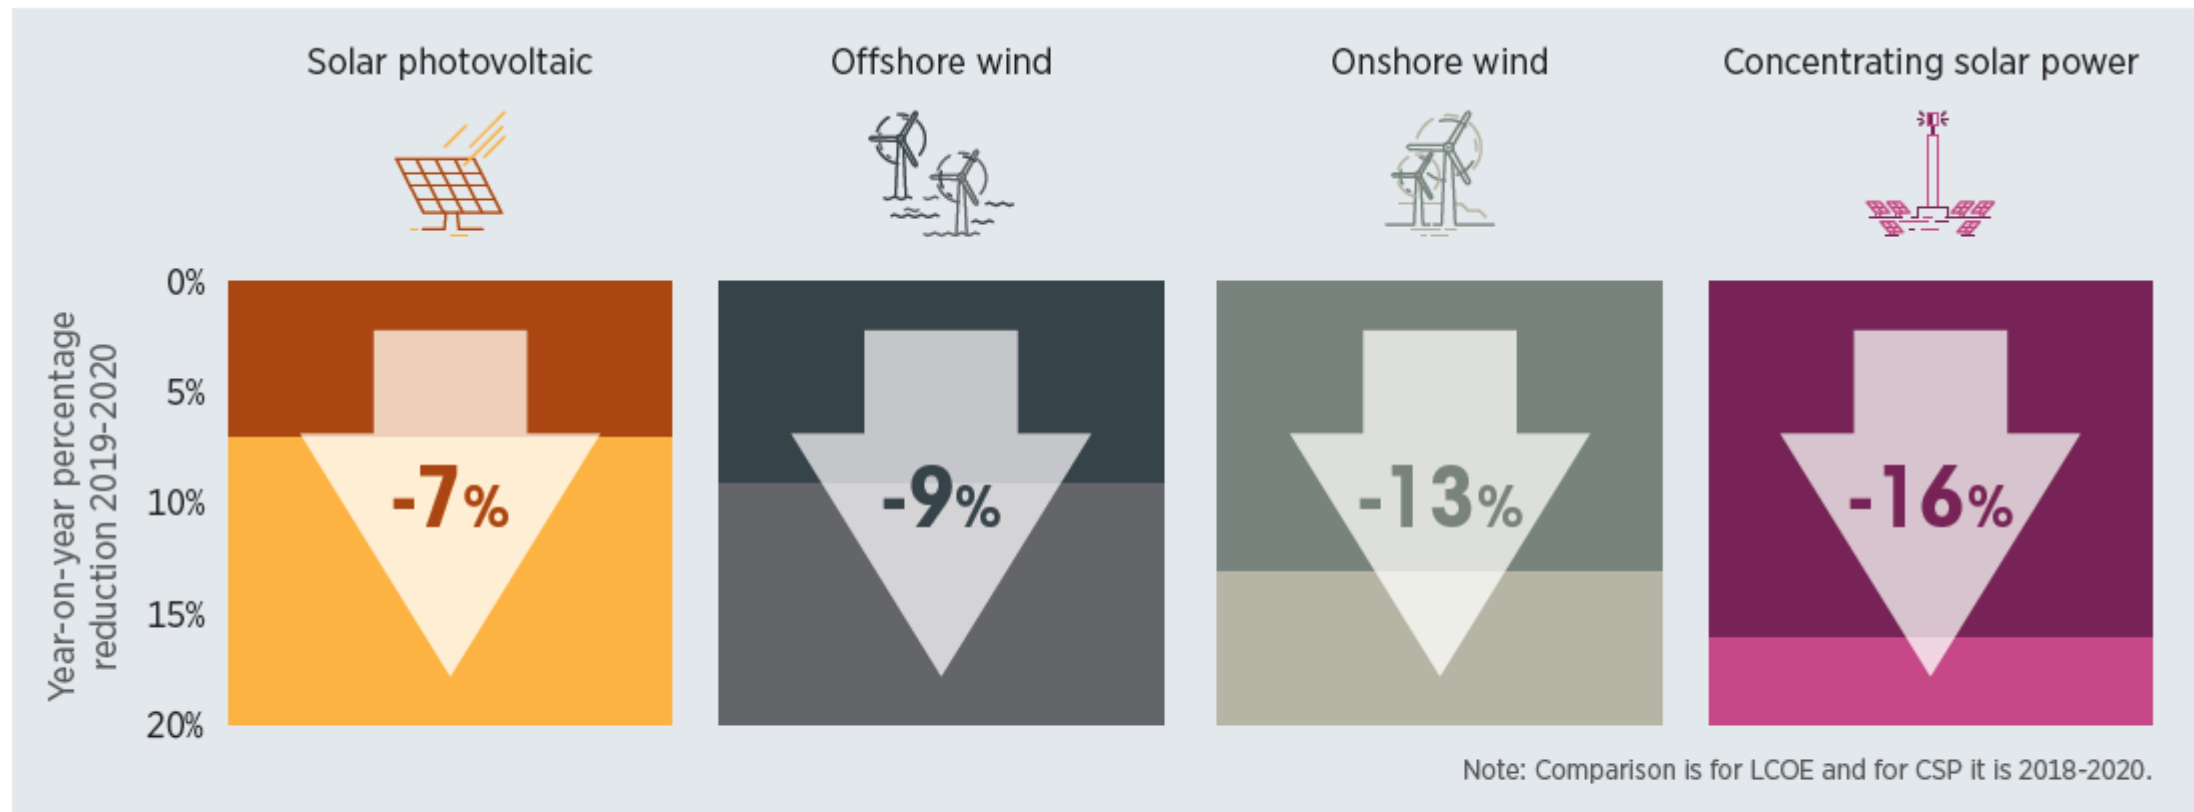 Solar photovoltaic
Offshore wind
Onshore wind
Concentrating solar power
Year-on-year percentage
reduction 2019-2020
0%
5%
10%
15%
20%
-7%
-9%
-13%
-16%
Note: Comparison is for LCOE and for CSP it is 2018-2020.